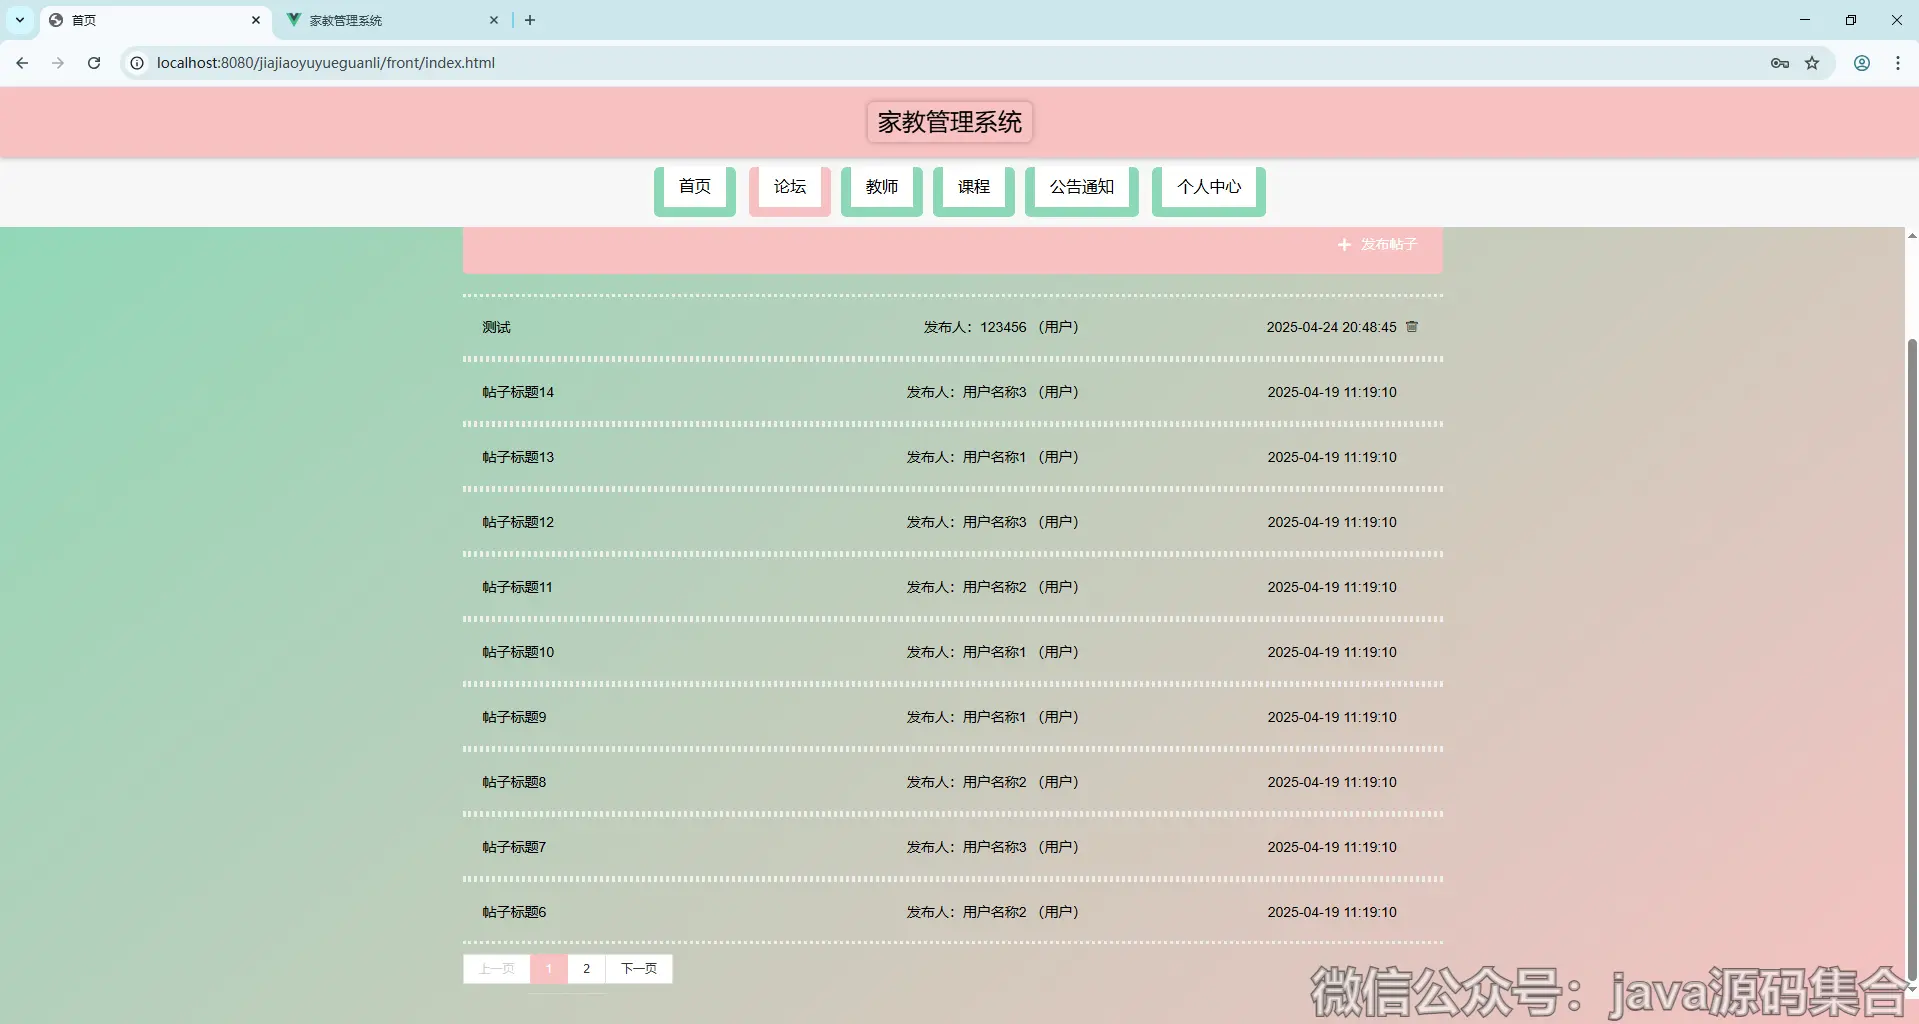 首页
家教管理系统
localhost:8080/jiajiaoyuyueguanli/front/index.html
家教管理系统
首页 论坛 教师 课程 公告通知 个人中心
发布帖子
测试 发布人：123456 （用户） 2025-04-24 20:48:45
帖子标题14 发布人：用户名称3 （用户） 2025-04-19 11:19:10
帖子标题13 发布人：用户名称1 （用户） 2025-04-19 11:19:10
帖子标题12 发布人：用户名称3 （用户） 2025-04-19 11:19:10
帖子标题11 发布人：用户名称2 （用户） 2025-04-19 11:19:10
帖子标题10 发布人：用户名称1 （用户） 2025-04-19 11:19:10
帖子标题9 发布人：用户名称1 （用户） 2025-04-19 11:19:10
帖子标题8 发布人：用户名称2 （用户） 2025-04-19 11:19:10
帖子标题7 发布人：用户名称3 （用户） 2025-04-19 11:19:10
帖子标题6 发布人：用户名称2 （用户） 2025-04-19 11:19:10
上一页 1 2 下一页
微信公众号：java源码集合